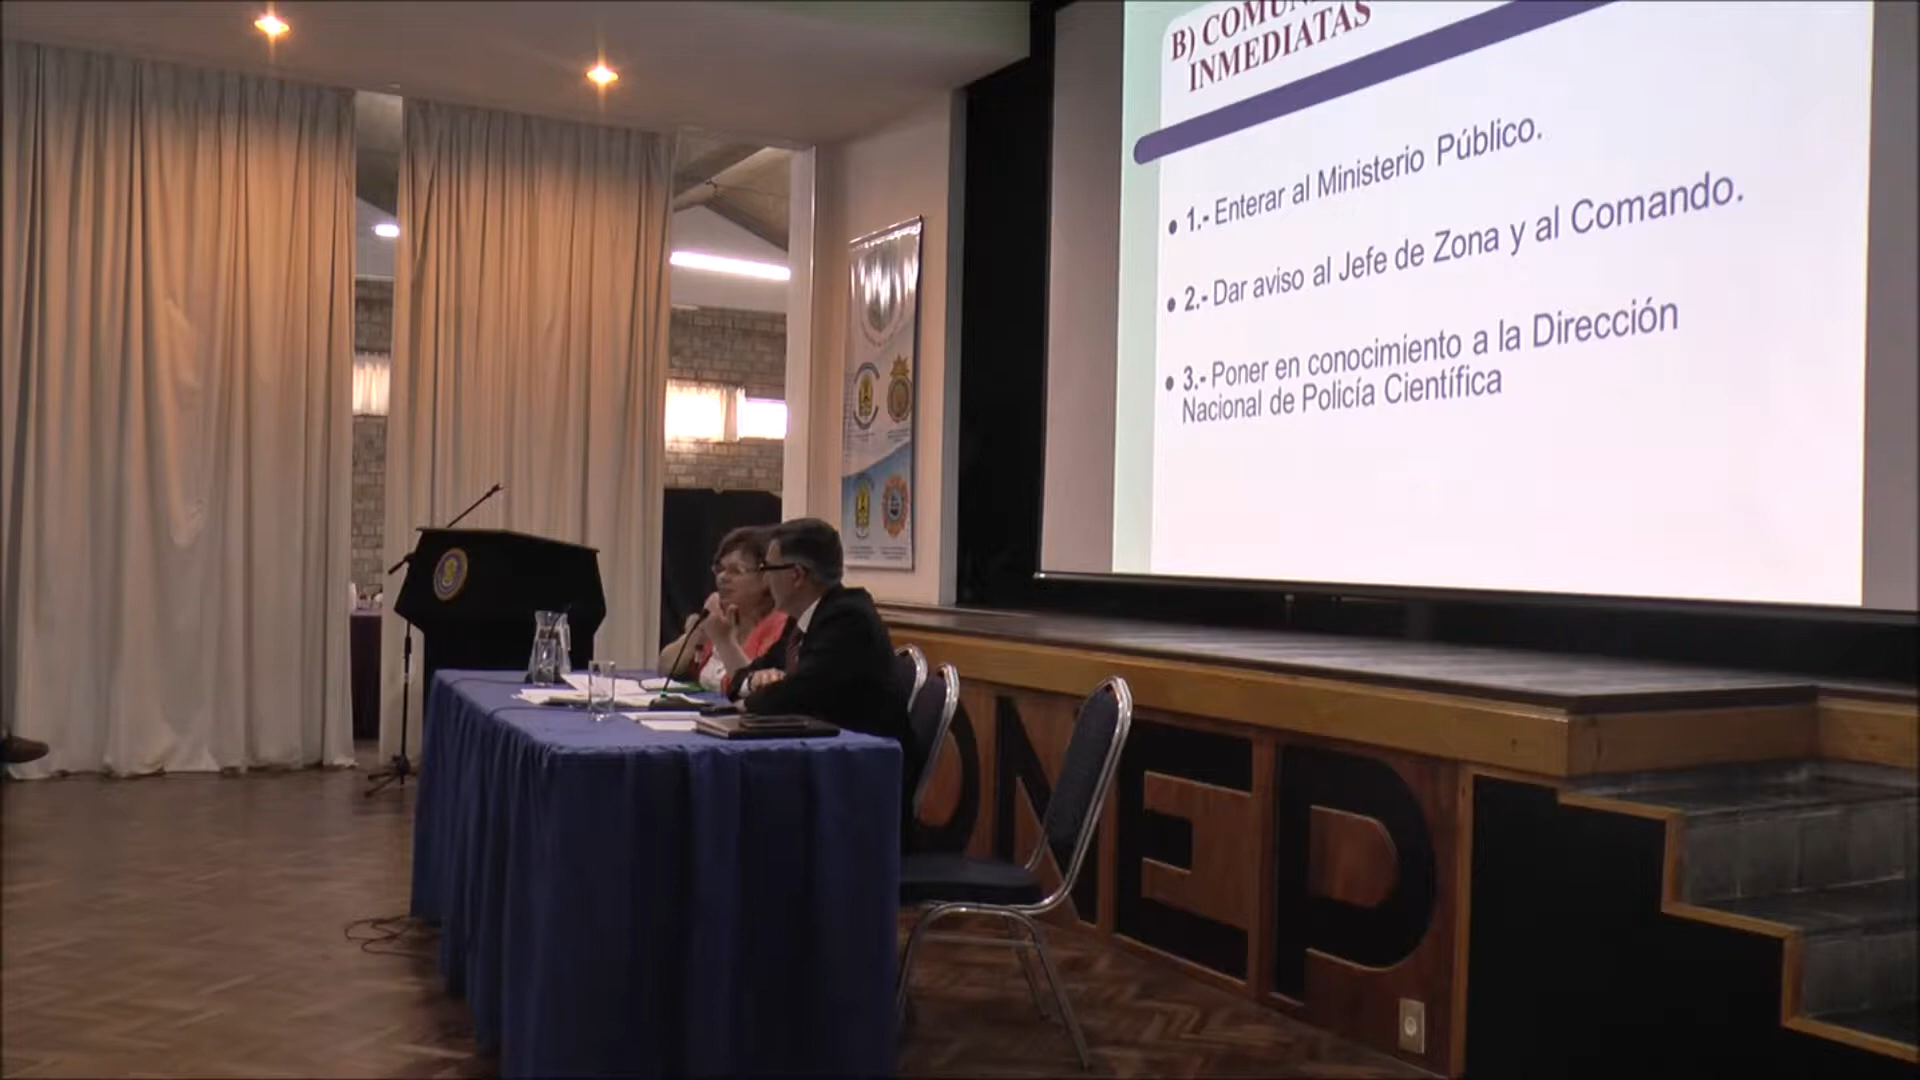 B)
INMEDIATAS
1.- Enterar al Ministerio Público.
2.- Dar aviso al Jefe de Zona y al Comando.
3.- Poner en conocimiento a la Dirección
Nacional de Policía Científica
ONEP